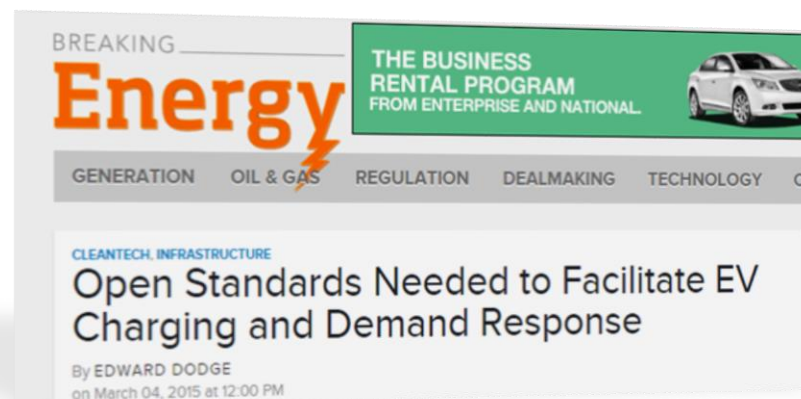 BREAKING
Energy
THE BUSINESS
RENTAL PROGRAM
FROM ENTERPRISE AND NATIONAL.
GENERATION OIL & GAS REGULATION DEALMAKING TECHNOLOGY
CLEANTECH, INFRASTRUCTURE
Open Standards Needed to Facilitate EV
Charging and Demand Response
By EDWARD DODGE
on March 04, 2015 at 12:00 PM